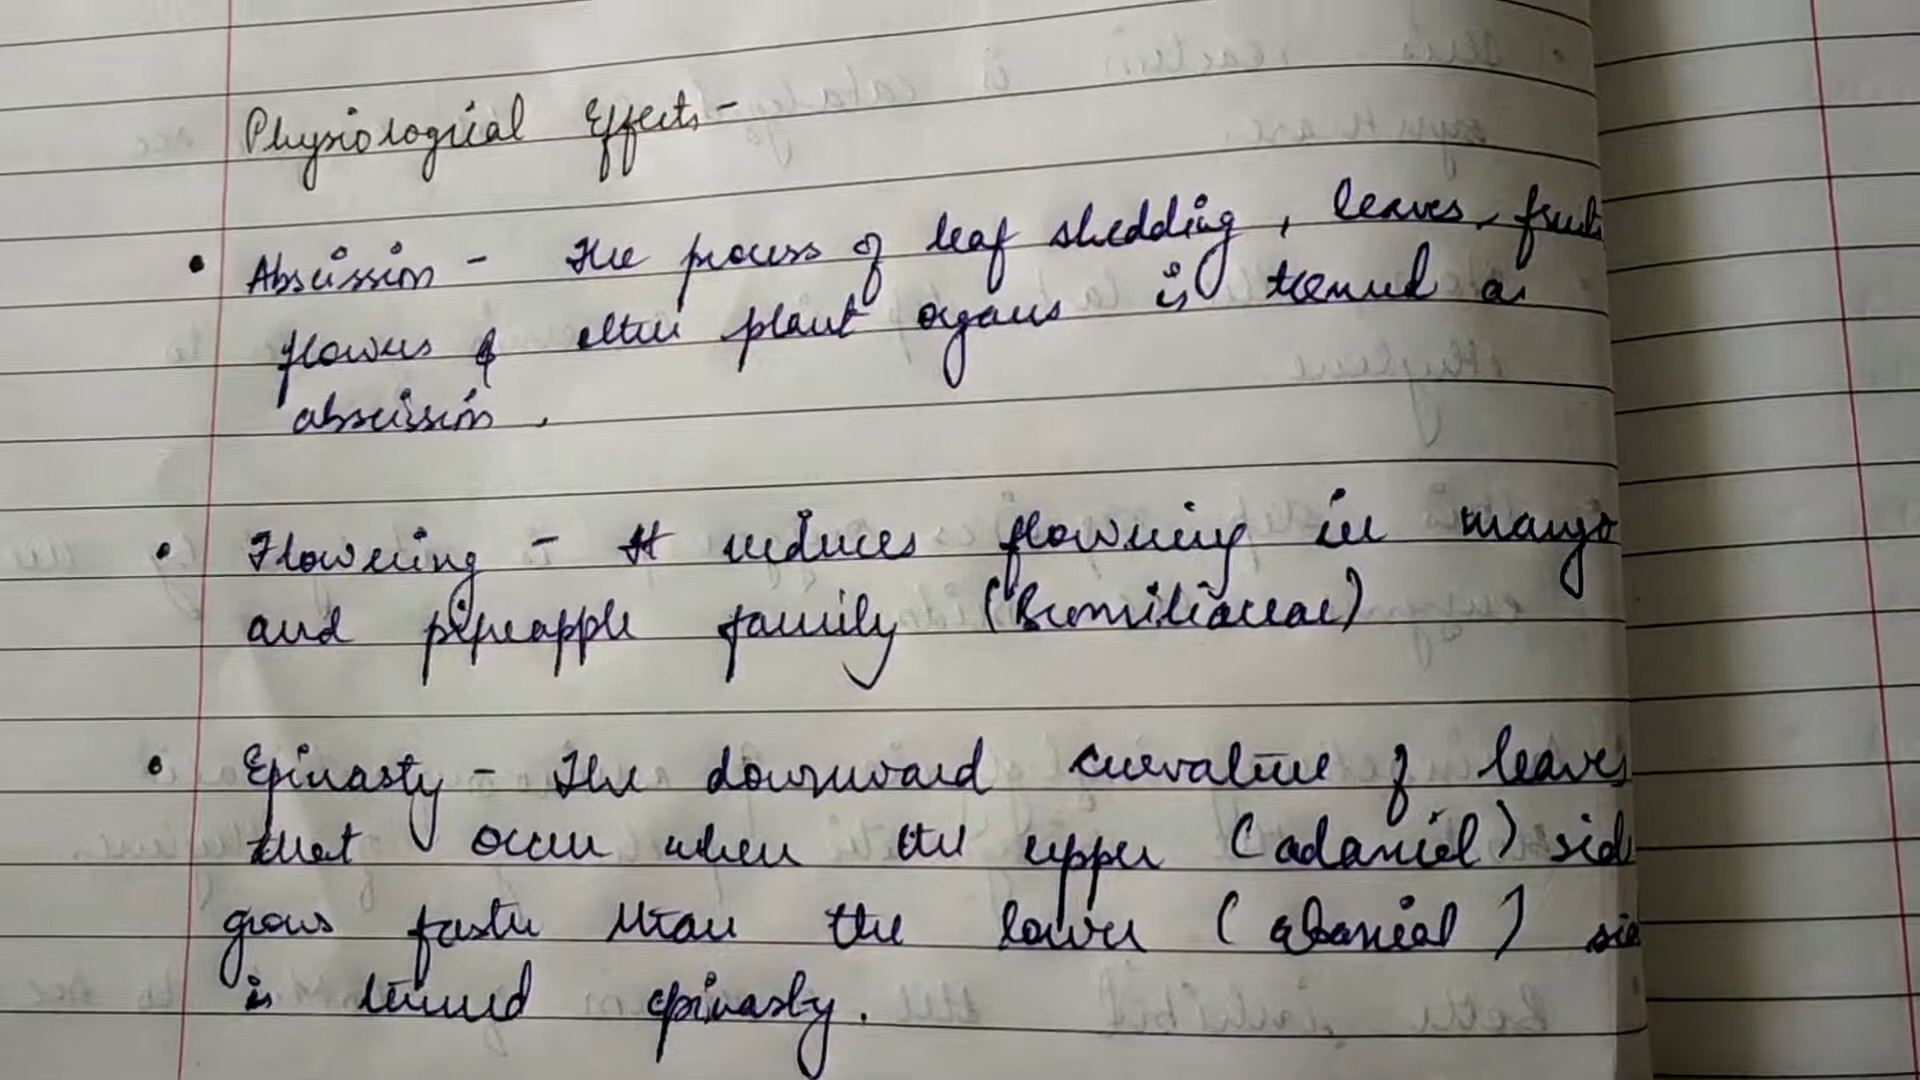 Physiological Effects -
• Abscission - The process of leaf shedding, leaves, fruits
flowers & other plant organs is termed as
abscission.
• Flowering - It reduces flowering in mango
and pineapple family (Bromiliaceae)
• Epinasty - The downward curvature of leaves
that occur when the upper (adaxial) side
grows faster than the lower (abaxial) sid
is termed epinasty.